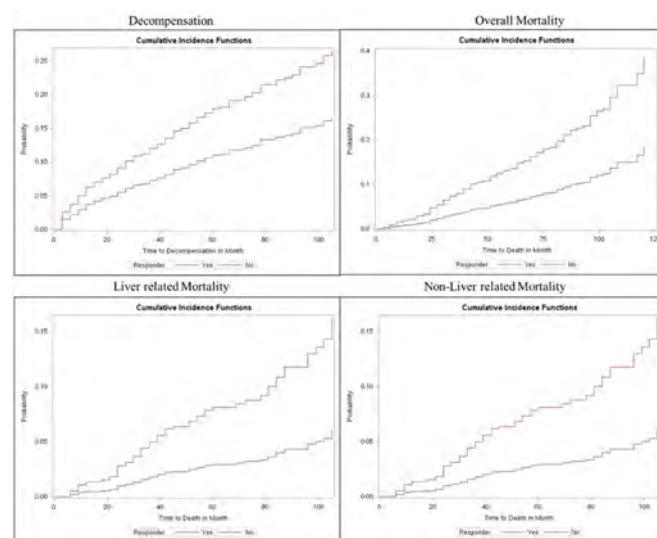 Decompensation
Cumulative Incidence Functions
0.25
0.20
0.15
0.10
0.05
0.00
Probability
0 20 40 60 80 100
Time to Decompensation in Month
Responder Yes No
Overall Mortality
Cumulative Incidence Functions
0.4
0.3
0.2
0.1
0.0
Probability
0 25 50 75 100 125
Time to Death in Month
Responder Yes No
Liver related Mortality
Cumulative Incidence Functions
0.15
0.10
0.05
0.00
Probability
0 20 40 60 80 100
Time to Death in Month
Responder Yes No
Non-Liver related Mortality
Cumulative Incidence Functions
0.15
0.10
0.05
0.00
Probability
0 20 40 60 80 100
Time to Death in Month
Responder Yes No